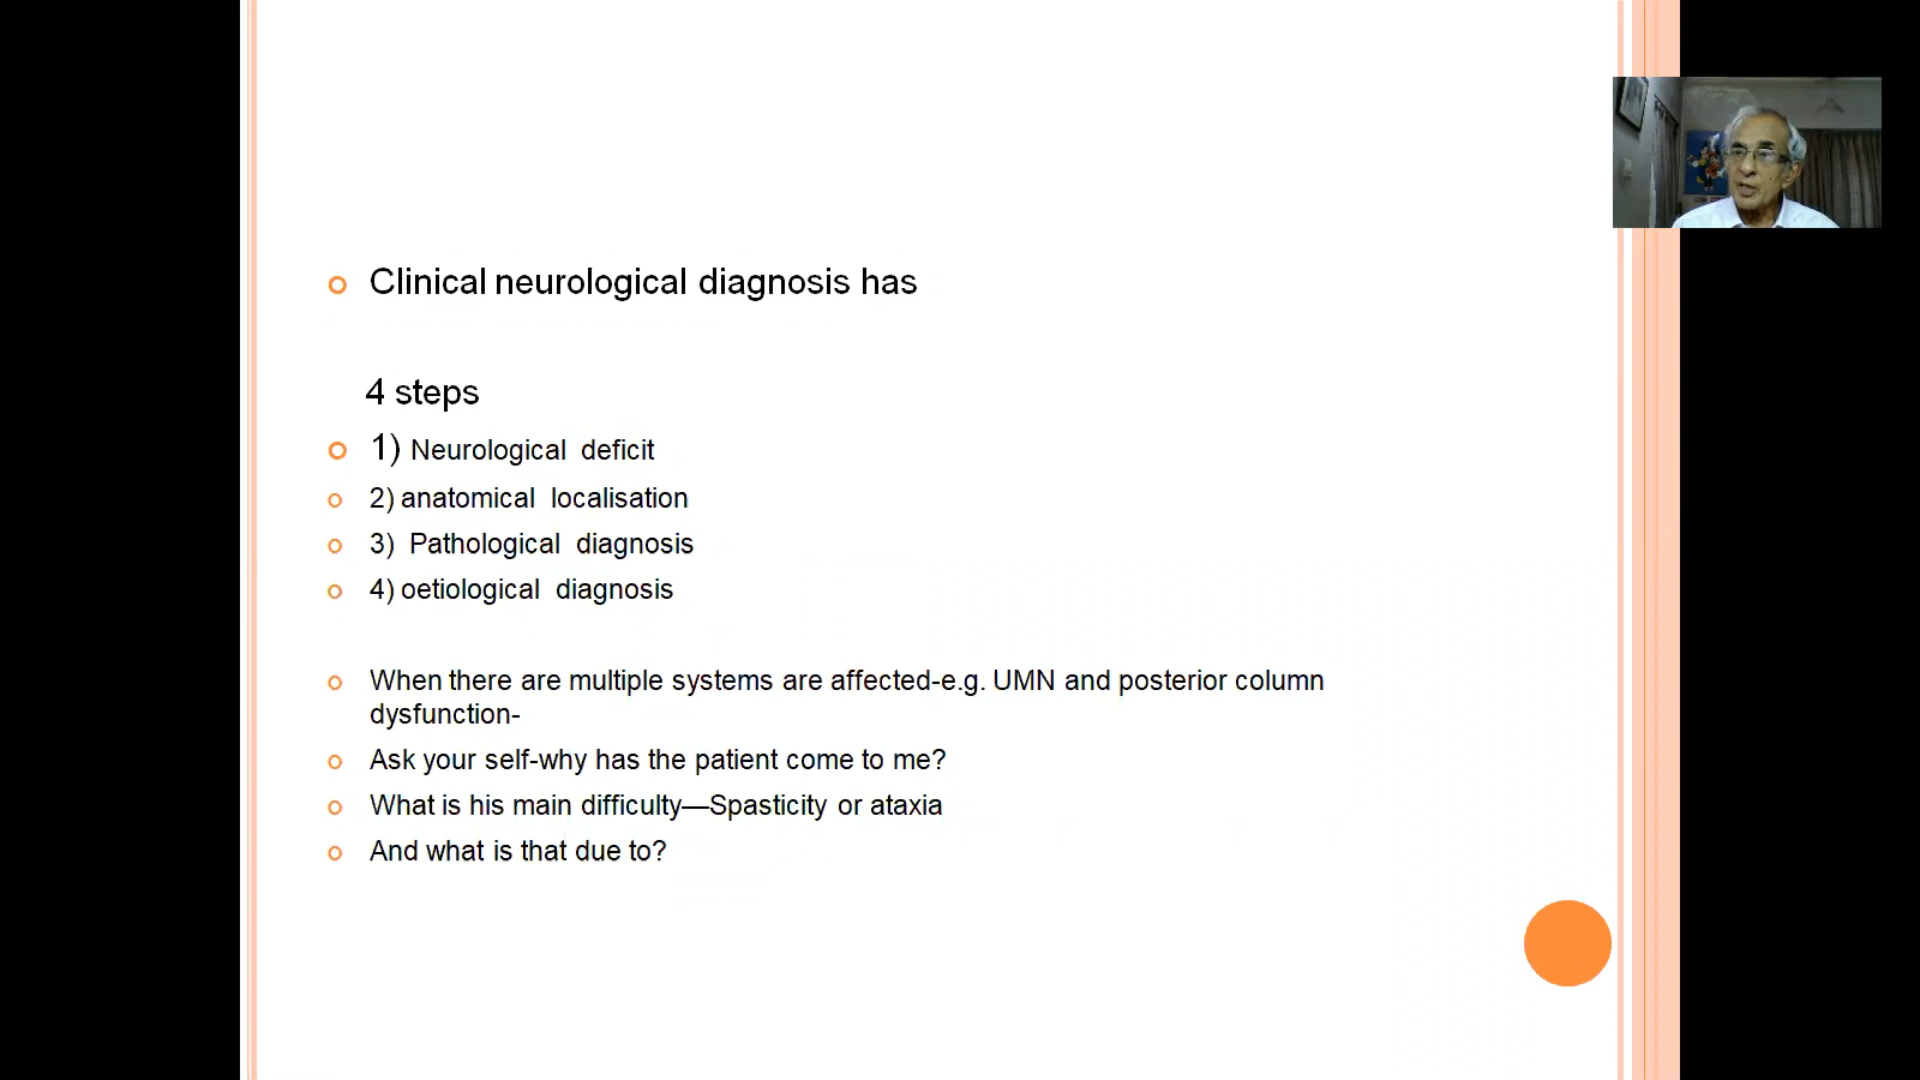 Clinical neurological diagnosis has
4 steps
1) Neurological deficit
2) anatomical localisation
3) Pathological diagnosis
4) oetiological diagnosis
When there are multiple systems are affected-e.g. UMN and posterior column
dysfunction-
Ask your self-why has the patient come to me?
What is his main difficulty—Spasticity or ataxia
And what is that due to?